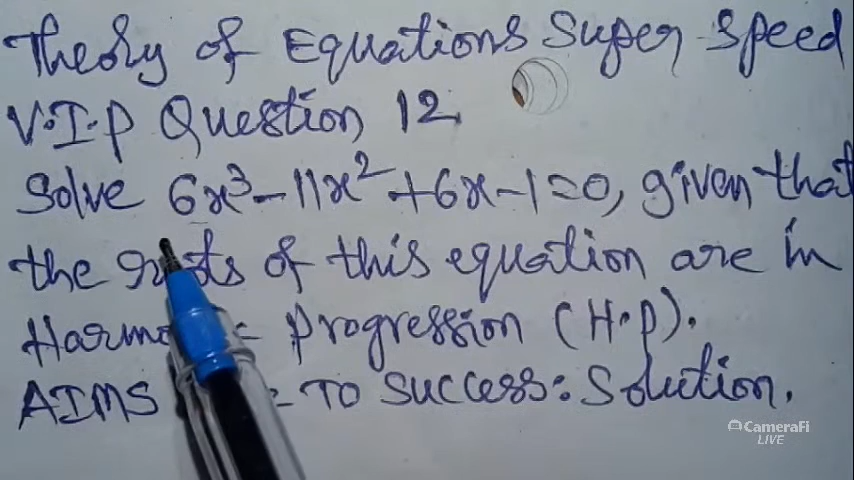 Theory of Equations Super Speed
V.I.P Question 12.
Solve 6x³-11x²+6x-1=0, given that
the roots of this equation are in
Progression (H.P).
AIMS To Success: Solution.
CameraFi
LIVE